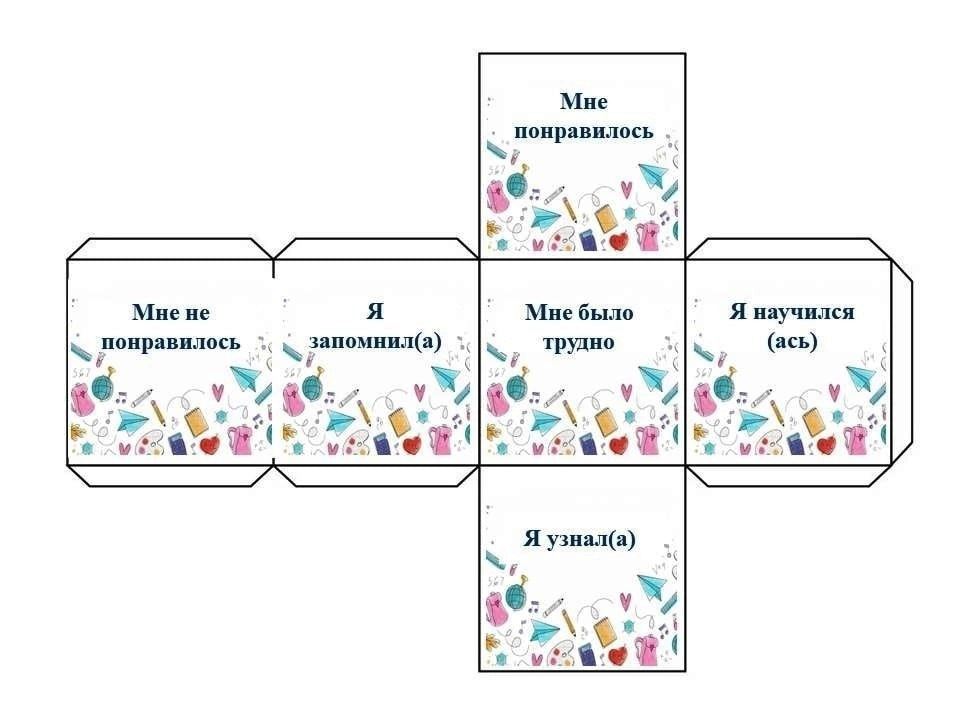 Мне
понравилось
Мне не
понравилось
Я
запомнил(а)
Мне было
трудно
Я научился
(ась)
Я узнал(а)